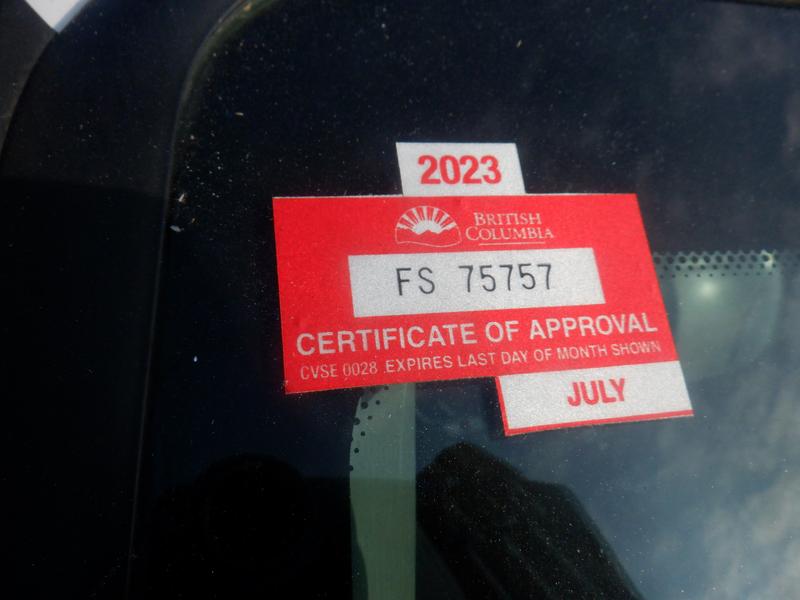 2023
BRITISH
COLUMBIA
FS 75757
CERTIFICATE OF APPROVAL
CVSE 0028 EXPIRES LAST DAY OF MONTH SHOWN
JULY